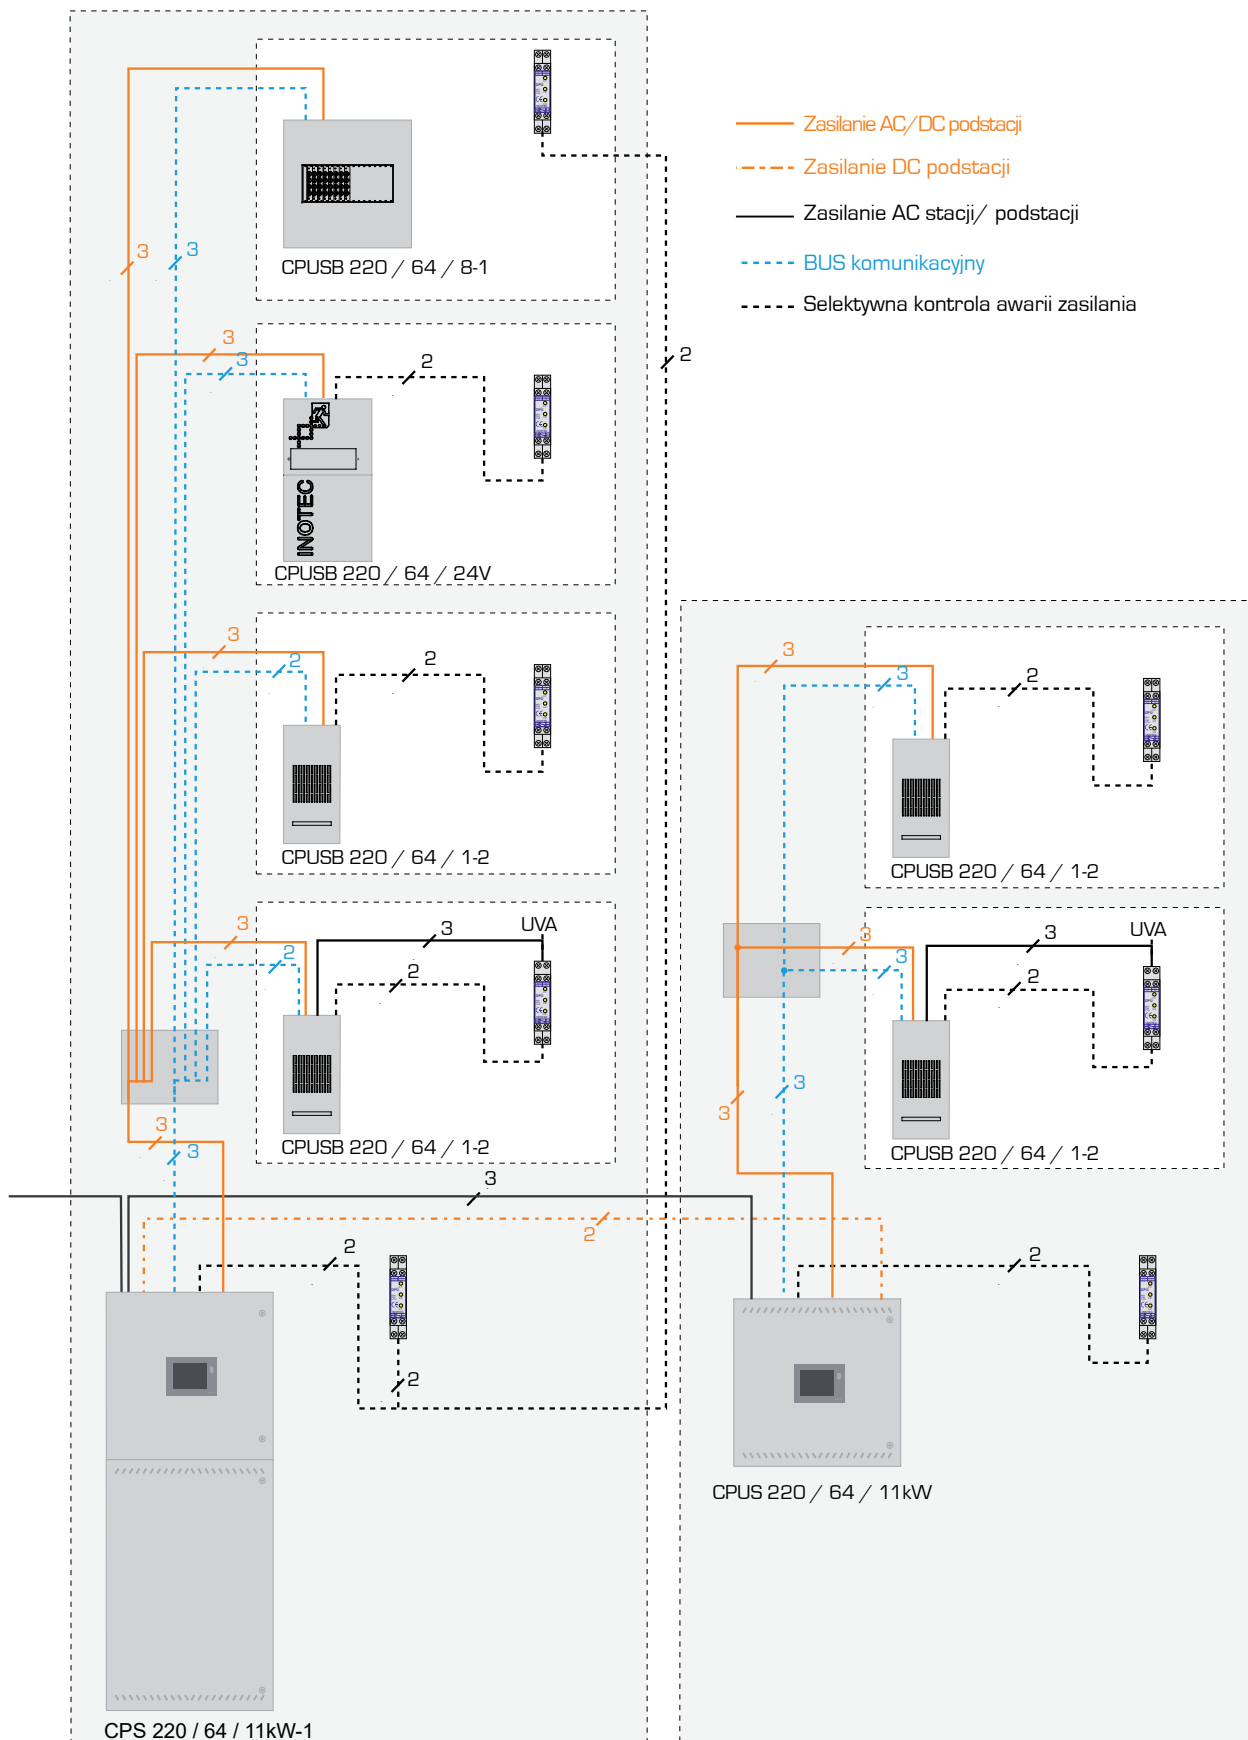 Zasilanie AC/DC podstacji
Zasilanie DC podstacji
Zasilanie AC stacji/ podstacji
BUS komunikacyjny
Selektywna kontrola awarii zasilania
3
3
CPUSB 220 / 64 / 8-1
2
3
3
2
INOTEC
CPUSB 220 / 64 / 24V
3
2
2
CPUSB 220 / 64 / 1-2
3
3
2
CPUSB 220 / 64 / 1-2
3
2
3
2
UVA
CPUSB 220 / 64 / 1-2
3
3
3
2
UVA
CPUSB 220 / 64 / 1-2
3
3
3
3
3
2
2
2
2
CPUS 220 / 64 / 11kW
CPS 220 / 64 / 11kW-1